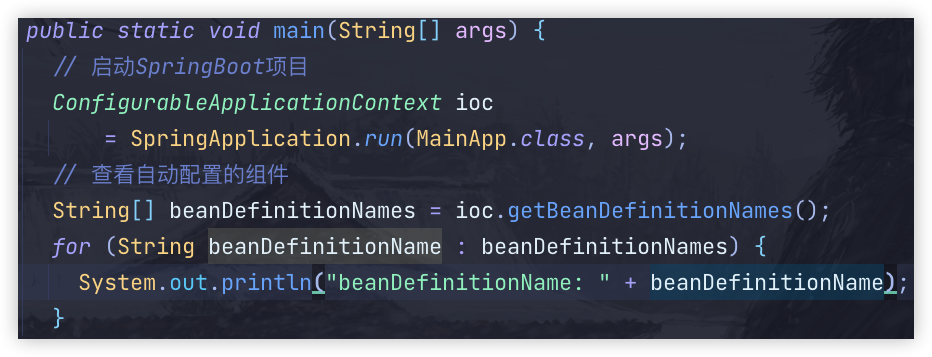 public static void main(String[] args) {
// 启动SpringBoot项目
ConfigurableApplicationContext ioc
= SpringApplication.run(MainApp.class, args);
// 查看自动配置的组件
String[] beanDefinitionNames = ioc.getBeanDefinitionNames();
for (String beanDefinitionName : beanDefinitionNames) {
System.out.println("beanDefinitionName: " + beanDefinitionName);
}